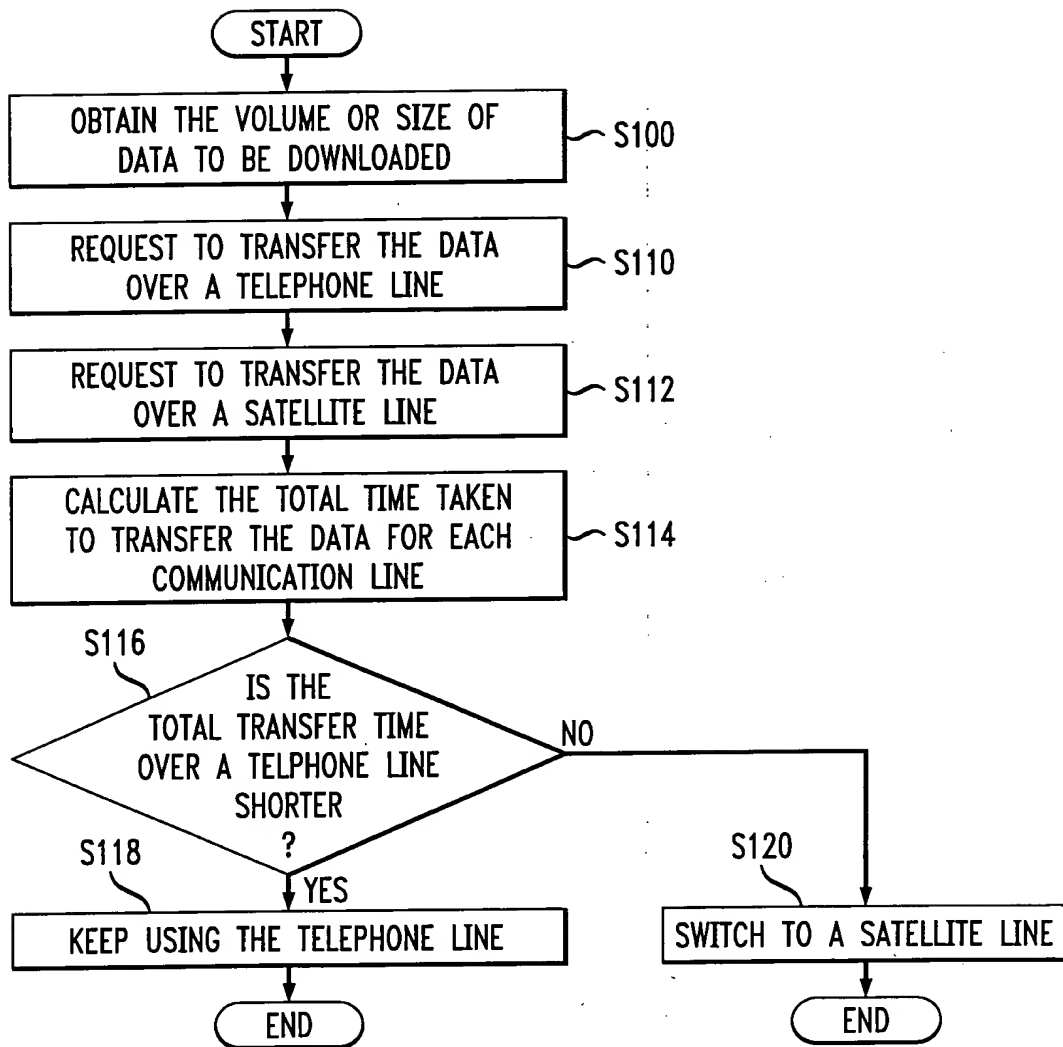 START
OBTAIN THE VOLUME OR SIZE OF
DATA TO BE DOWNLOADED
S100
REQUEST TO TRANSFER THE DATA
OVER A TELEPHONE LINE
S110
REQUEST TO TRANSFER THE DATA
OVER A SATELLITE LINE
S112
CALCULATE THE TOTAL TIME TAKEN
TO TRANSFER THE DATA FOR EACH
COMMUNICATION LINE
S114
S116
IS THE
TOTAL TRANSFER TIME
OVER A TELPHONE LINE
SHORTER
?
NO
YES
S118
KEEP USING THE TELEPHONE LINE
END
S120
SWITCH TO A SATELLITE LINE
END